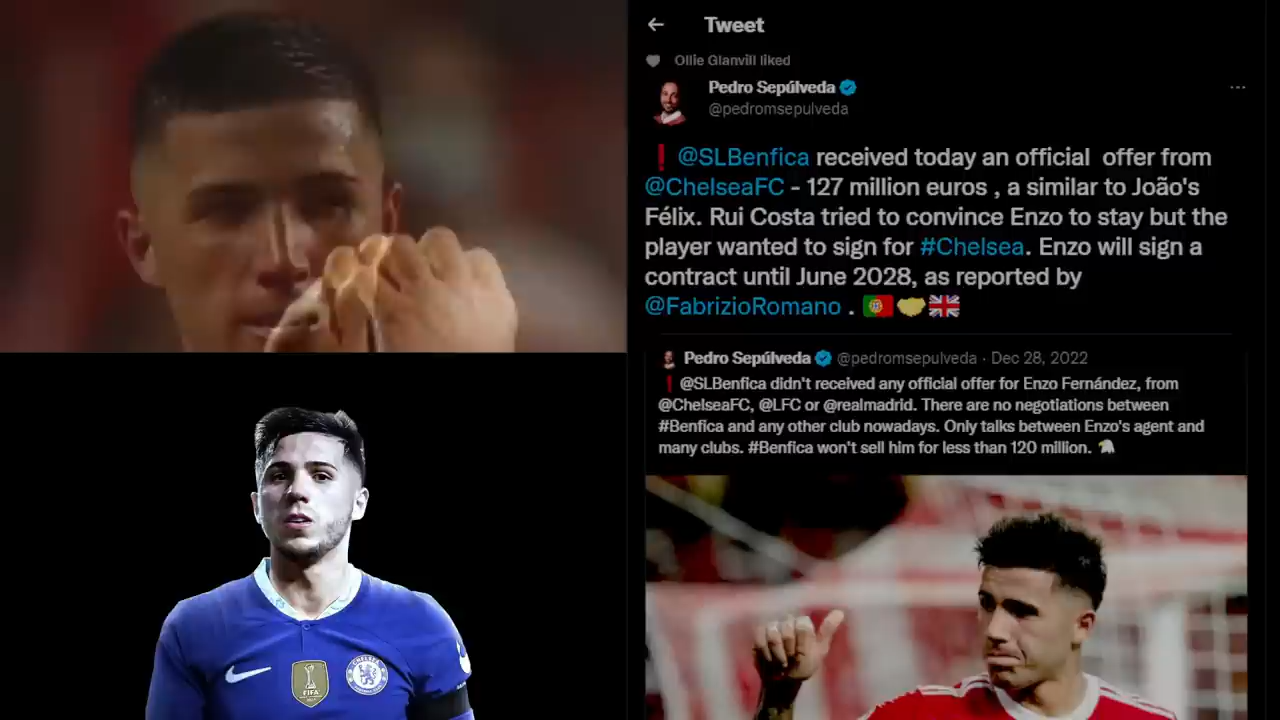 Tweet
Ollie Glanvill liked
Pedro Sepúlveda
@pedromsepulveda
@SLBenfica received today an official offer from
@ChelseaFC - 127 million euros , a similar to João's
Félix. Rui Costa tried to convince Enzo to stay but the
player wanted to sign for #Chelsea. Enzo will sign a
contract until June 2028, as reported by
@FabrizioRomano .
Pedro Sepúlveda @pedromsepulveda · Dec 28, 2022
@SLBenfica didn't received any official offer for Enzo Fernández, from
@ChelseaFC, @LFC or @realmadrid. There are no negotiations between
#Benfica and any other club nowadays. Only talks between Enzo's agent and
many clubs. #Benfica won't sell him for less than 120 million.
FIFA